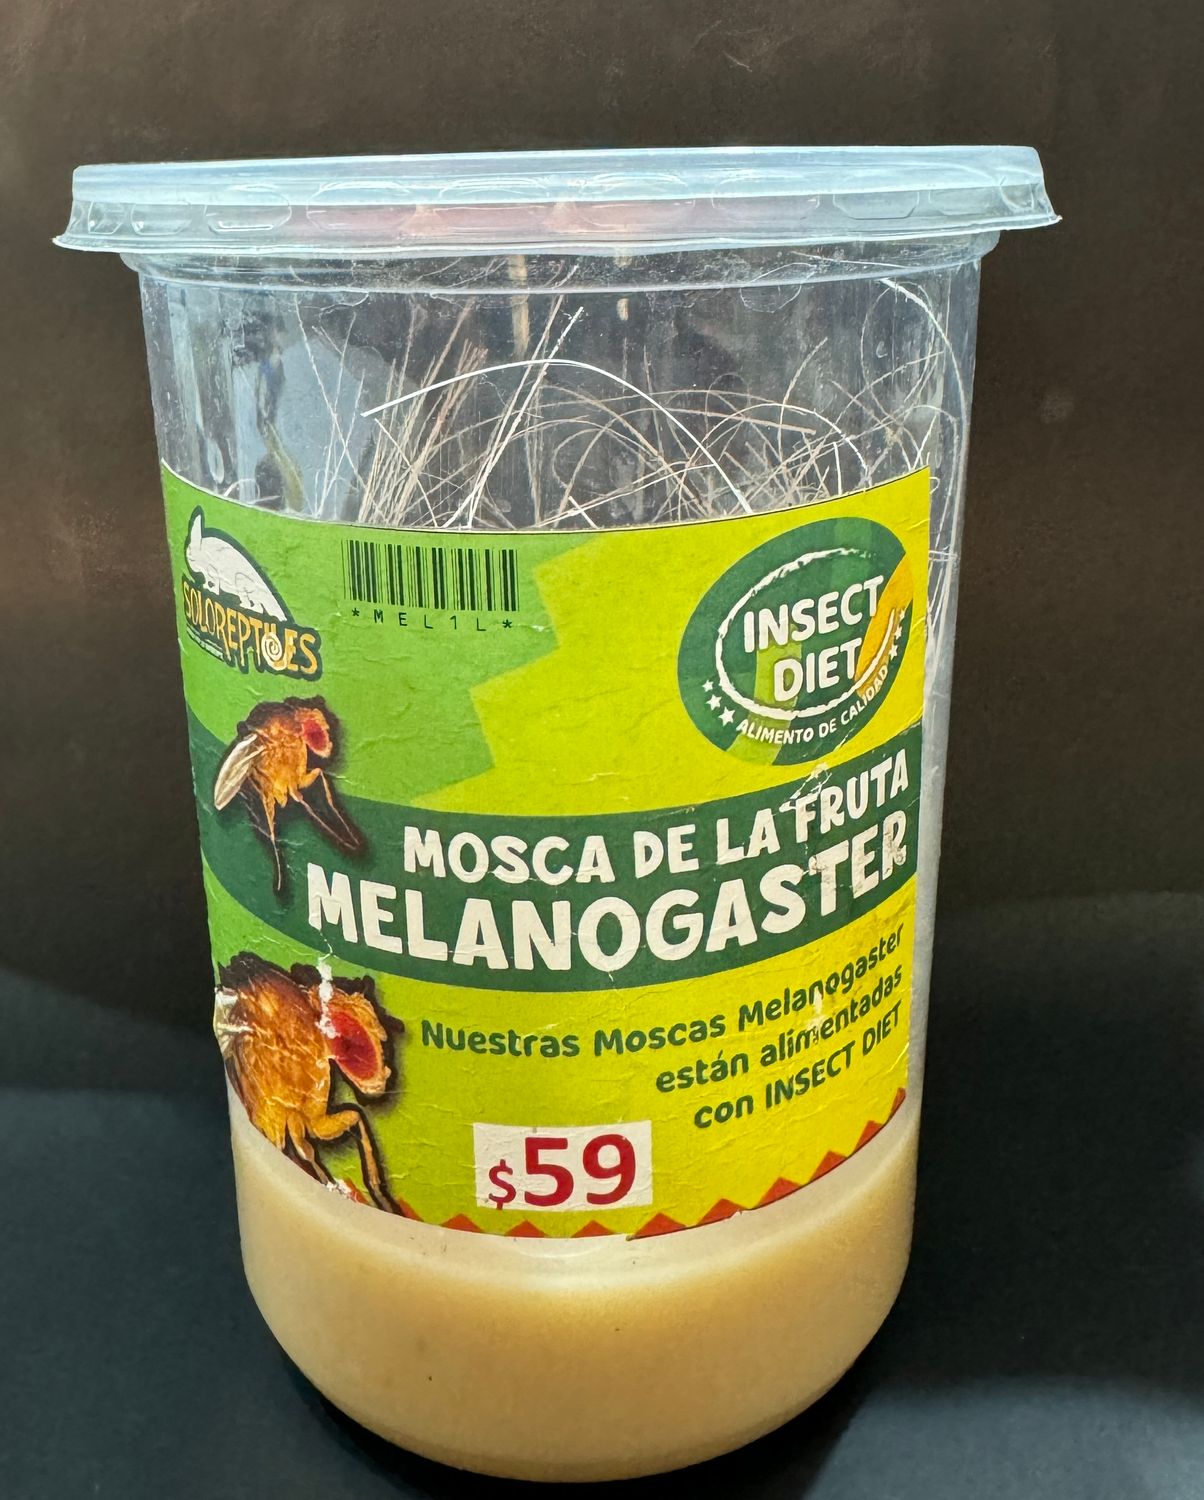 SOLOREPTILES
*MEL1L*
INSECT
DIET
ALIMENTO DE CALIDAD
MOSCA DE LA FRUTA
MELANOGASTER
Nuestras Moscas Melanogaster
están alimentadas
con INSECT DIET
$59